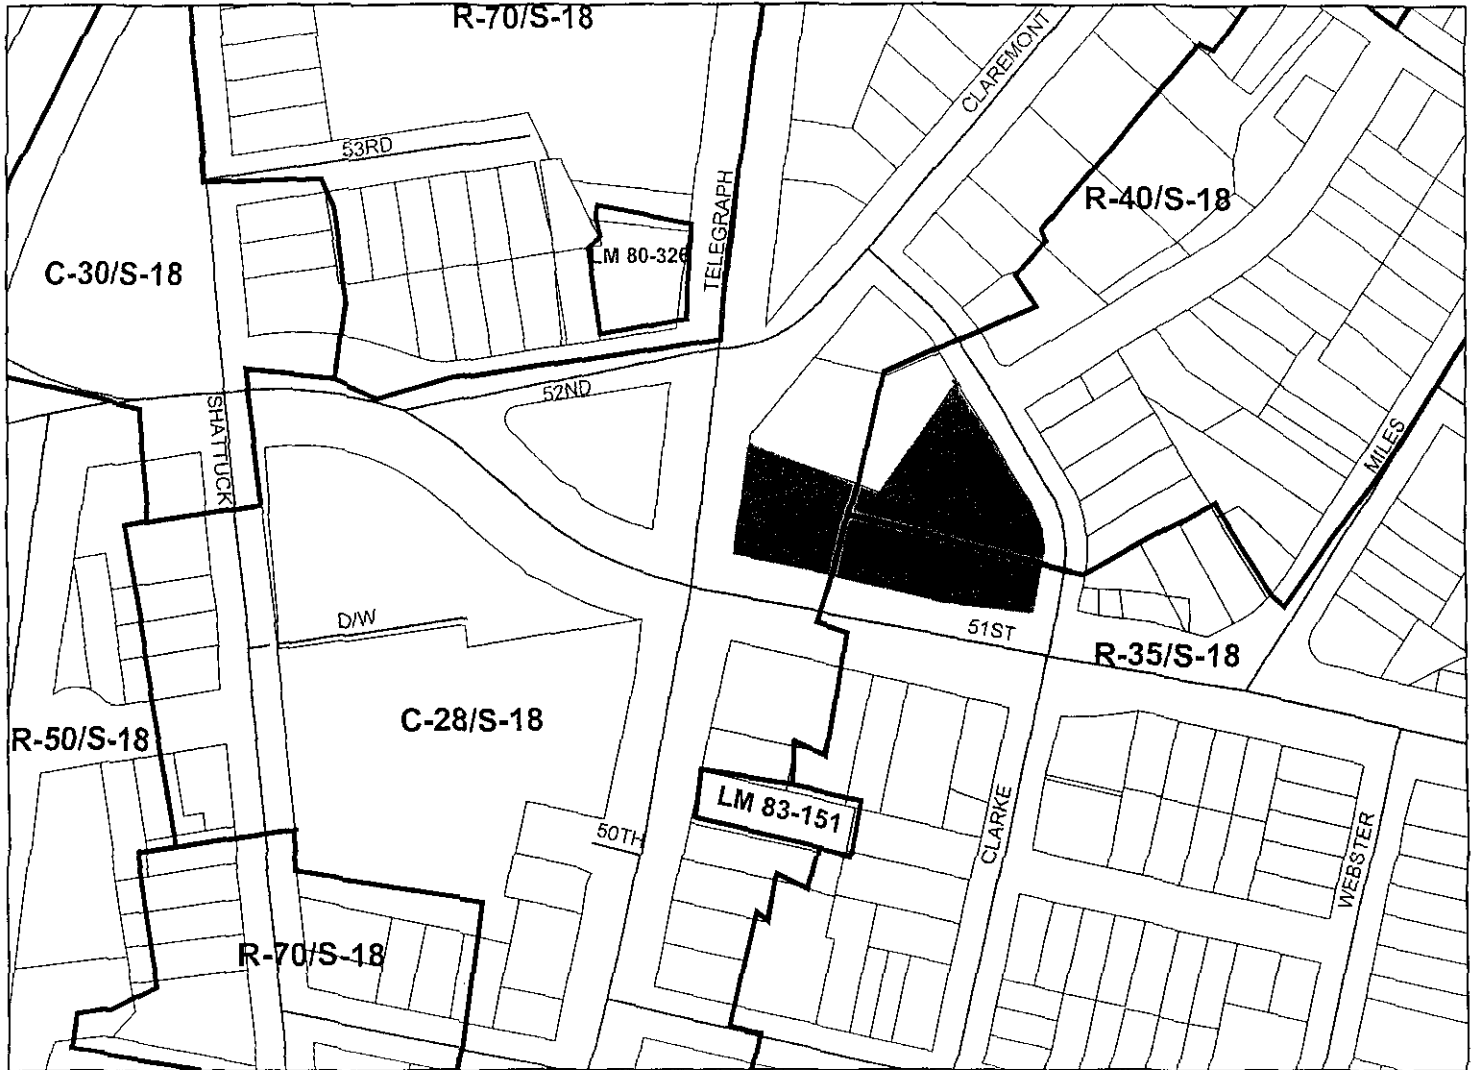 R-70/S-18
CLAREMONT
53RD
R-40/S-18
TELEGRAPH
LM 80-326
C-30/S-18
52ND
SHATTUCK
MILES
D/W
51ST
R-35/S-18
C-28/S-18
R-50/S-18
LM 83-151
50TH
CLARKE
WEBSTER
R-70/S-18